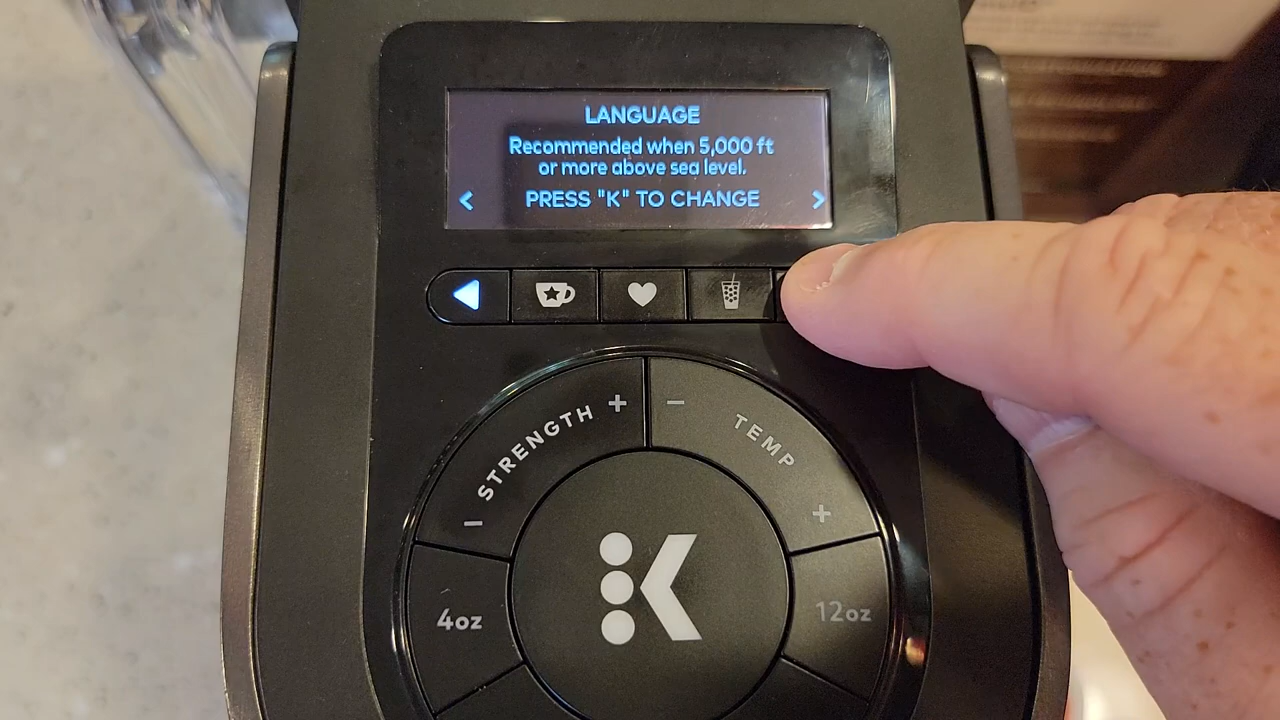 LANGUAGE
Recommended when 5,000 ft
or more above sea level.
< PRESS "K" TO CHANGE >
+ −
STRENGTH TEMP
− +
4oz 12oz
K